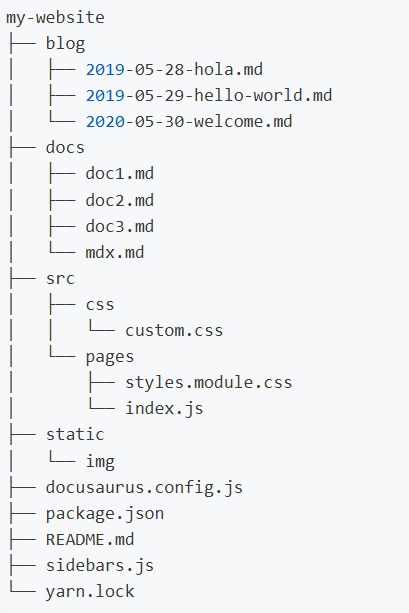 my-website
├── blog
│   ├── 2019-05-28-hola.md
│   ├── 2019-05-29-hello-world.md
│   └── 2020-05-30-welcome.md
├── docs
│   ├── doc1.md
│   ├── doc2.md
│   ├── doc3.md
│   └── mdx.md
├── src
│   ├── css
│   │   └── custom.css
│   └── pages
│       ├── styles.module.css
│       └── index.js
├── static
│   └── img
├── docusaurus.config.js
├── package.json
├── README.md
├── sidebars.js
└── yarn.lock